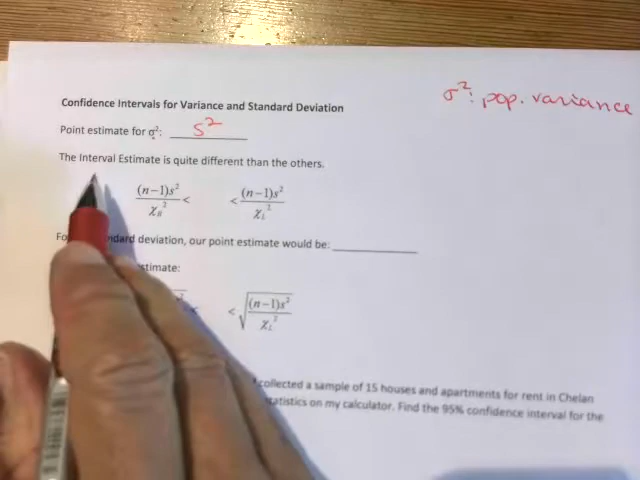 σ²: pop. variance
Confidence Intervals for Variance and Standard Deviation
Point estimate for σ²: s²
The Interval Estimate is quite different than the others.
(n−1)s²/χ_R² < < (n−1)s²/χ_L²
Fo ndard deviation, our point estimate would be: ____________
stimate:
< √((n−1)s²/χ_L²)
collected a sample of 15 houses and apartments for rent in Chelan
tatistics on my calculator. Find the 95% confidence interval for the